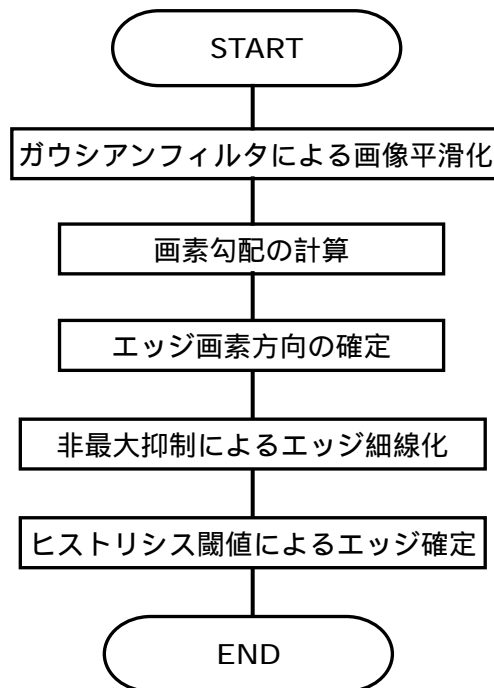 START
ガウシアンフィルタによる画像平滑化
画素勾配の計算
エッジ画素方向の確定
非最大抑制によるエッジ細線化
ヒストリシス閾値によるエッジ確定
END